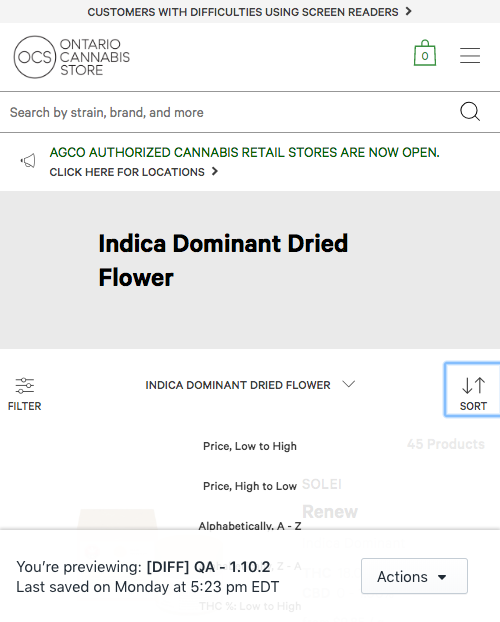 CUSTOMERS WITH DIFFICULTIES USING SCREEN READERS
OCS
ONTARIO
CANNABIS
STORE
0
Search by strain, brand, and more
AGCO AUTHORIZED CANNABIS RETAIL STORES ARE NOW OPEN.
CLICK HERE FOR LOCATIONS
Indica Dominant Dried
Flower
FILTER
INDICA DOMINANT DRIED FLOWER
SORT
Price, Low to High
45 Products
Price, High to Low
SOLEI
Renew
Alphabetically, A - Z
Z - A
You're previewing: [DIFF] QA - 1.10.2
Last saved on Monday at 5:23 pm EDT
Actions
THC %: Low to High